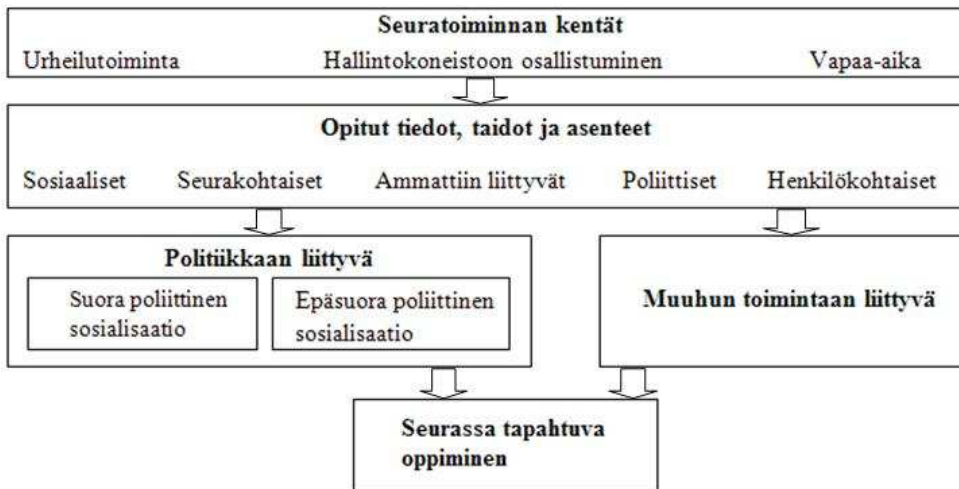 Seuratoiminnan kentät
Urheilutoiminta Hallintokoneistoon osallistuminen Vapaa-aika
Opitut tiedot, taidot ja asenteet
Sosiaaliset Seurakohtaiset Ammattiin liittyvät Poliittiset Henkilökohtaiset
Politiikkaan liittyvä
Suora poliittinen
sosialisaatio
Epäsuora poliittinen
sosialisaatio
Muuhun toimintaan liittyvä
Seurassa tapahtuva
oppiminen